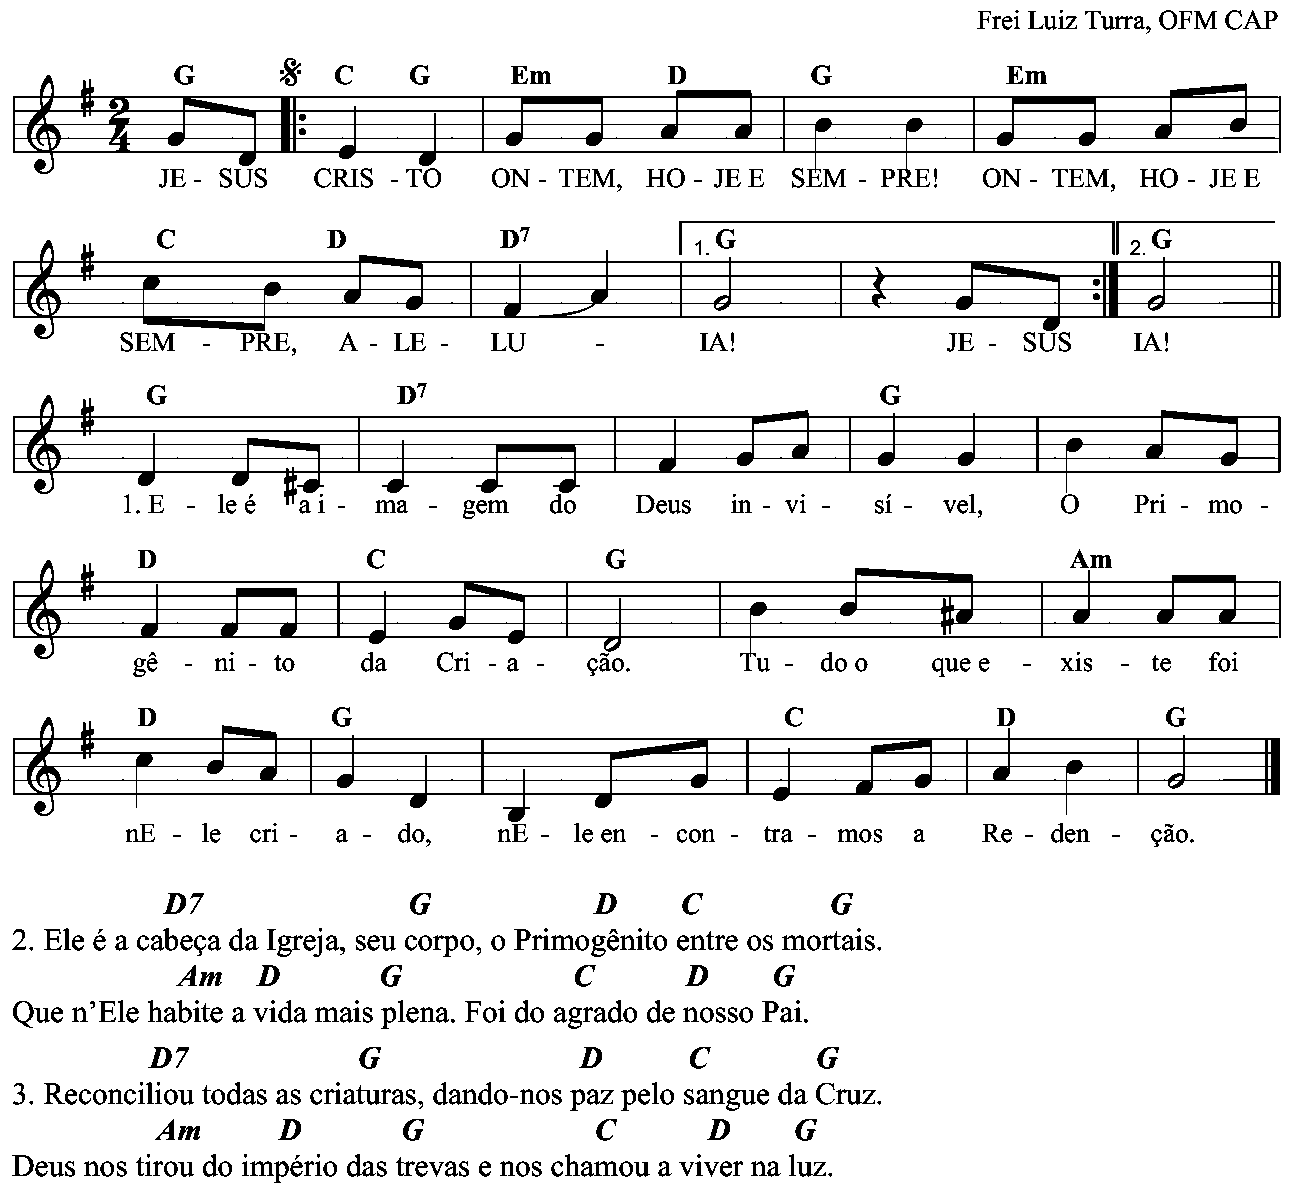 Frei Luiz Turra, OFM CAP
G C G Em D G Em
2 4
JE - SUS CRIS - TO ON - TEM, HO - JE E SEM - PRE! ON - TEM, HO - JE E
C D D7 1. G 2. G
SEM - PRE, A - LE - LU - IA! JE - SUS IA!
G D7 G
1. E - le é a i - ma - gem do Deus in - vi - sí - vel, O Pri - mo -
D C G Am
gê - ni - to da Cri - a - ção. Tu - do o que e - xis - te foi
D G C D G
nE - le cri - a - do, nE - le en - con - tra - mos a Re - den - ção.
D7 G D C G
2. Ele é a cabeça da Igreja, seu corpo, o Primogênito entre os mortais.
Am D G C D G
Que n’Ele habite a vida mais plena. Foi do agrado de nosso Pai.
D7 G D C G
3. Reconciliou todas as criaturas, dando-nos paz pelo sangue da Cruz.
Am D G C D G
Deus nos tirou do império das trevas e nos chamou a viver na luz.